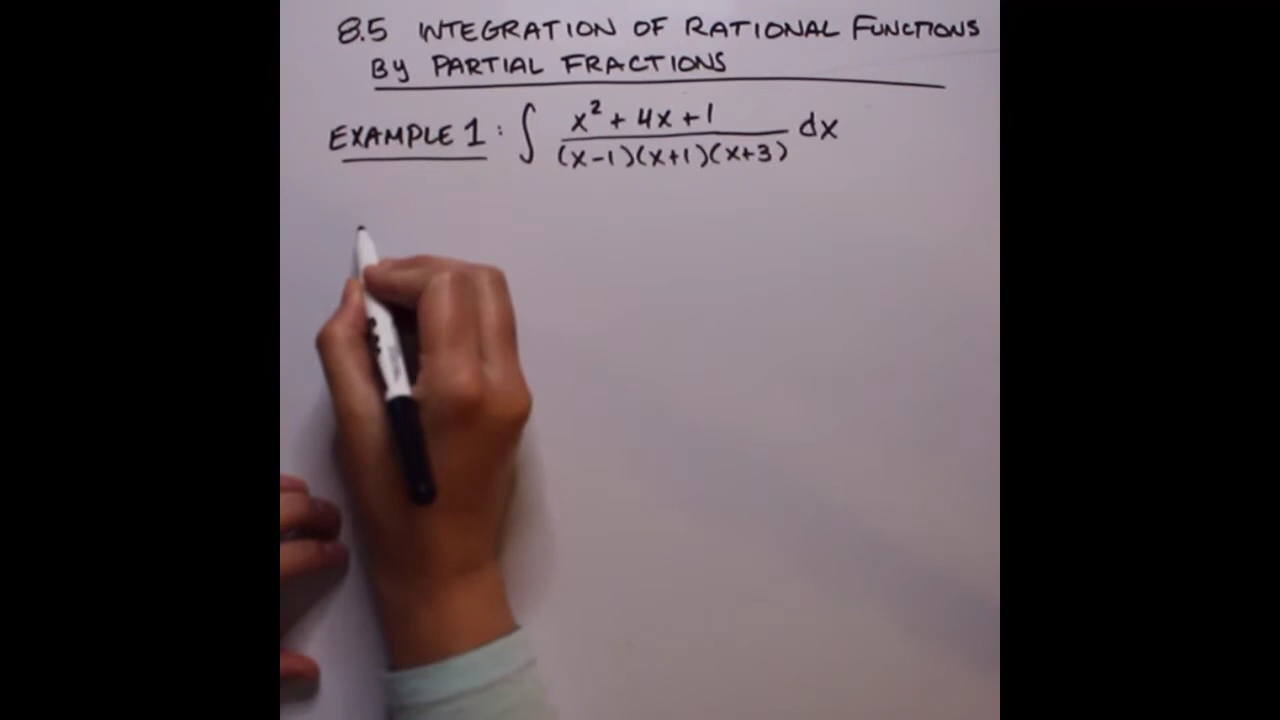 8.5 INTEGRATION OF RATIONAL FUNCTIONS
By PARTIAL FRACTIONS
EXAMPLE 1: ∫ x² + 4x + 1 / (x-1)(x+1)(x+3) dx